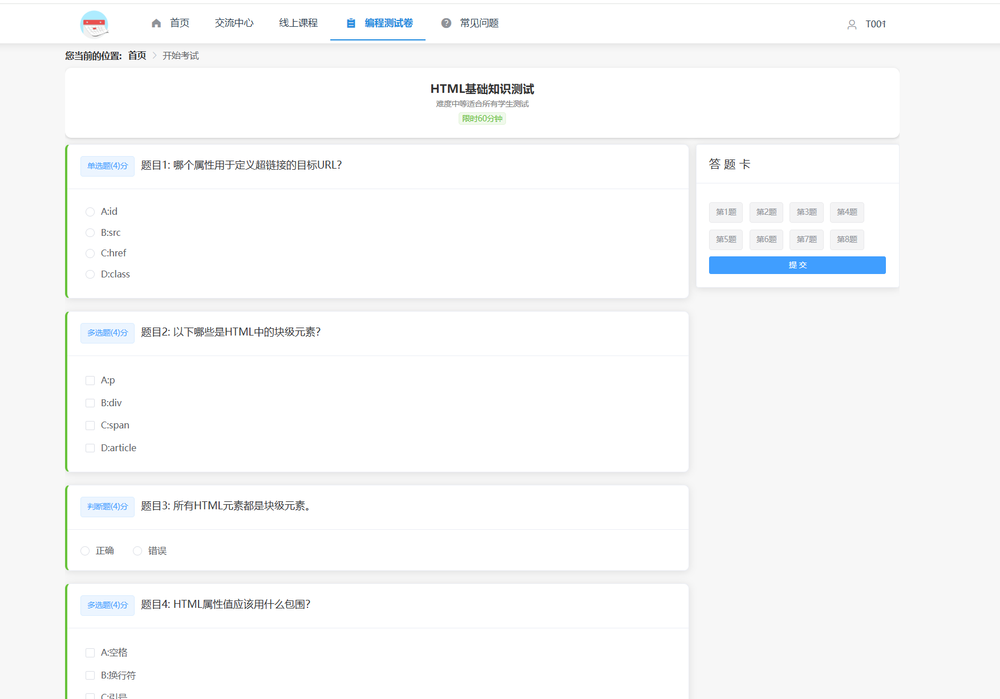 首页
交流中心
线上课程
编程测试卷
常见问题
T001
您当前的位置: 首页 > 开始考试
HTML基础知识测试
难度中等适合所有学生测试
限时60分钟
单选题(4)分 题目1: 哪个属性用于定义超链接的目标URL?
A:id
B:src
C:href
D:class
答 题 卡
第1题 第2题 第3题 第4题
第5题 第6题 第7题 第8题
提 交
多选题(4)分 题目2: 以下哪些是HTML中的块级元素?
A:p
B:div
C:span
D:article
判断题(4)分 题目3: 所有HTML元素都是块级元素。
正确 错误
多选题(4)分 题目4: HTML属性值应该用什么包围?
A:空格
B:换行符
C:引号